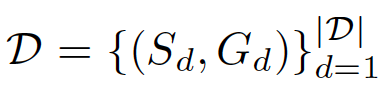 𝒟 = {(S_d, G_d)}_{d=1}^{|𝒟|}